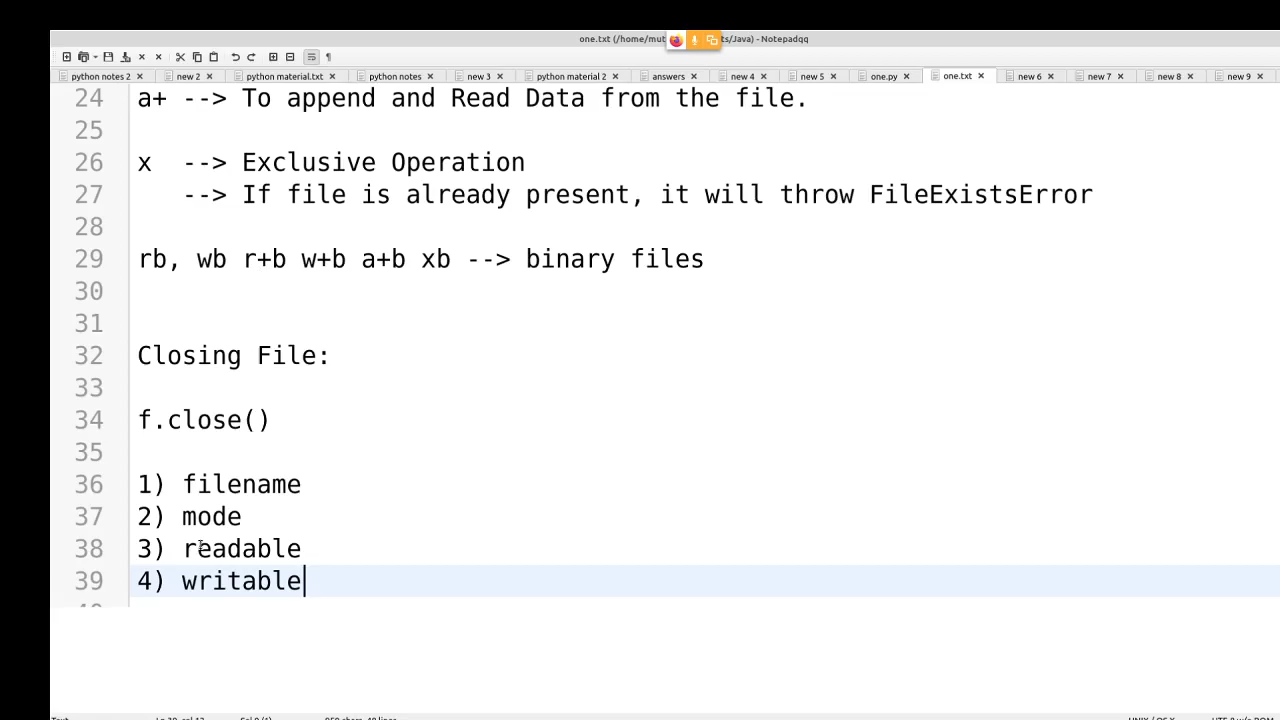 one.txt (/home/mut ts/Java) - Notepadqq
python notes 2 new 2 python material.txt python notes new 3 python material 2 answers new 4 new 5 one.py one.txt new 6 new 7 new 8 new 9
24 a+ --> To append and Read Data from the file.
25
26 x --> Exclusive Operation
27 --> If file is already present, it will throw FileExistsError
28
29 rb, wb r+b w+b a+b xb --> binary files
30
31
32 Closing File:
33
34 f.close()
35
36 1) filename
37 2) mode
38 3) readable
39 4) writable